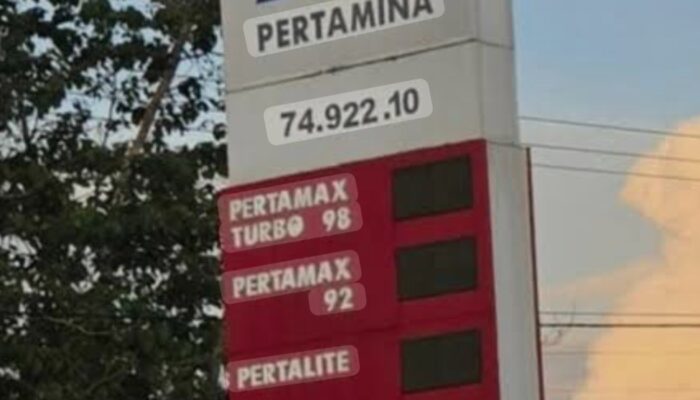 PERTAMINA
74.922.10
PERTAMAX
TURBO 98
PERTAMAX
92
PERTALITE